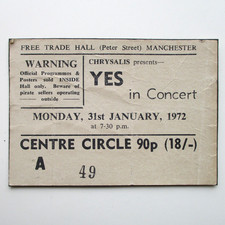 FREE TRADE HALL (Peter Street) MANCHESTER
WARNING
Official Programmes &
Posters sold INSIDE
Hall only. Beware of
pirate sellers operating
outside
CHRYSALIS presents—
YES
in Concert
MONDAY, 31st JANUARY, 1972
at 7-30 p.m.
CENTRE CIRCLE 90p (18/-)
A
49